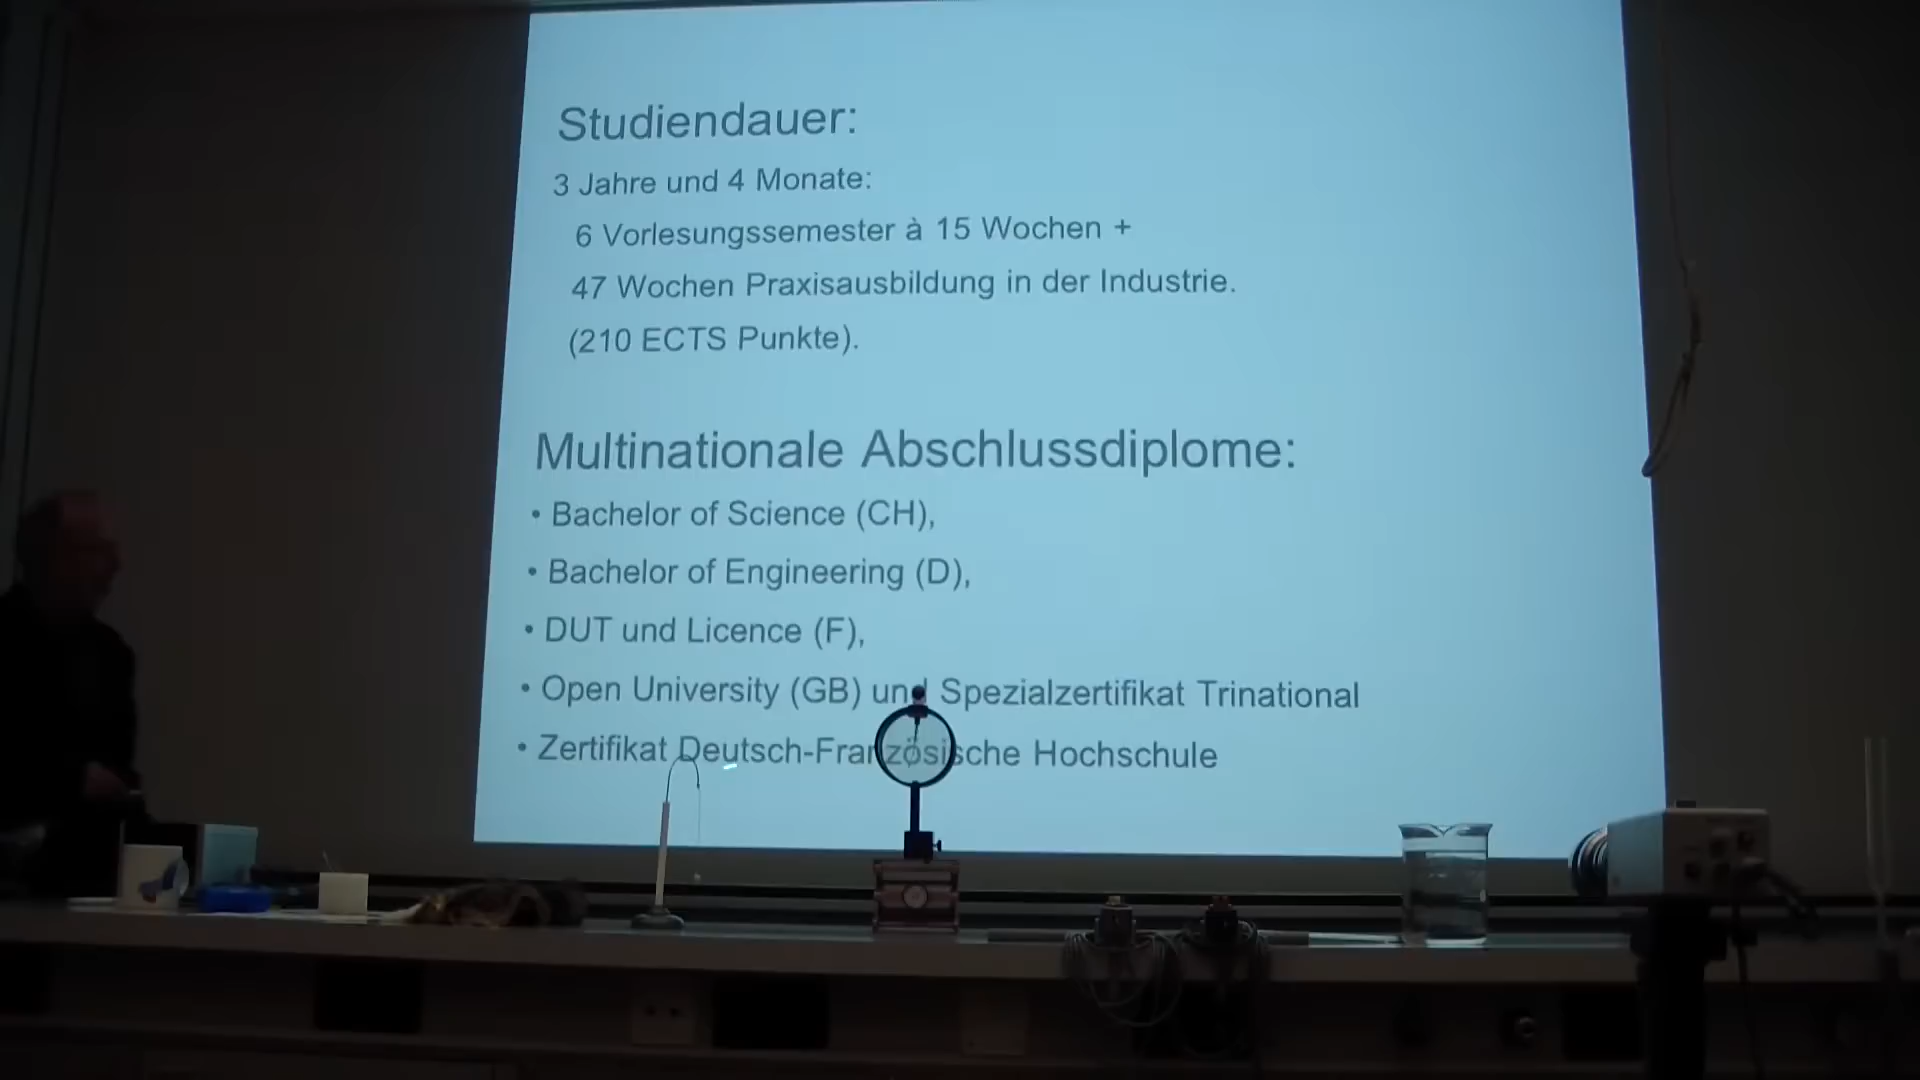 Studiendauer:
3 Jahre und 4 Monate:
6 Vorlesungssemester à 15 Wochen +
47 Wochen Praxisausbildung in der Industrie.
(210 ECTS Punkte).
Multinationale Abschlussdiplome:
• Bachelor of Science (CH),
• Bachelor of Engineering (D),
• DUT und Licence (F),
• Open University (GB) und Spezialzertifikat Trinational
• Zertifikat Deutsch-Französische Hochschule